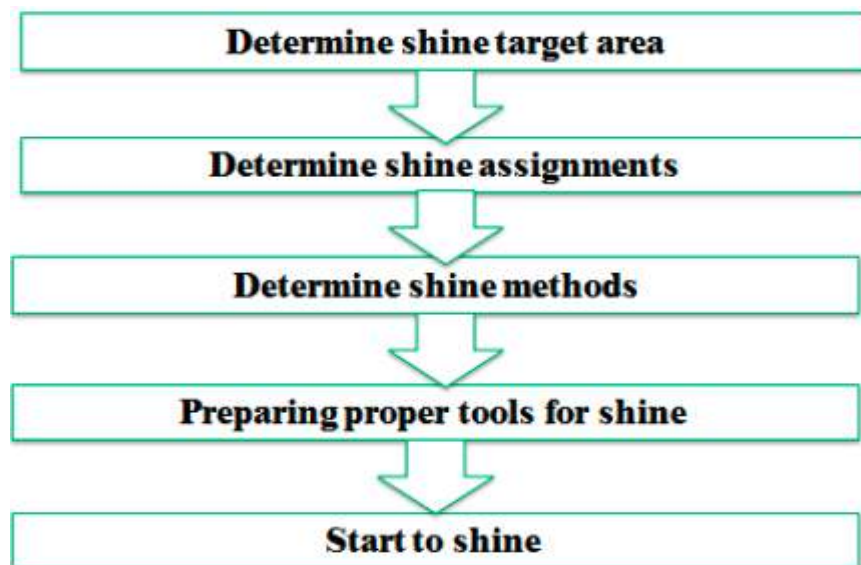 Determine shine target area
Determine shine assignments
Determine shine methods
Preparing proper tools for shine
Start to shine